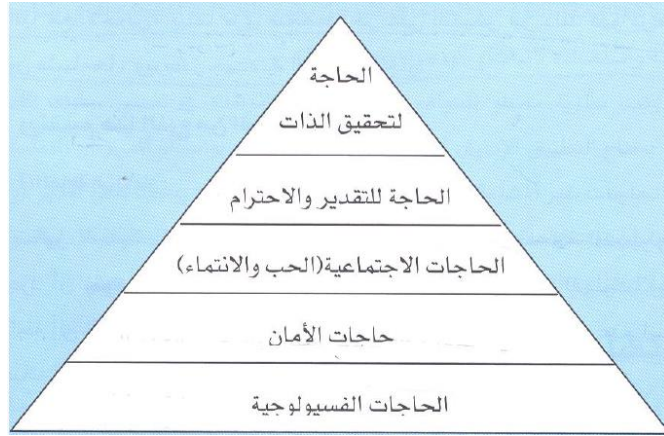 الحاجة
لتحقيق الذات
الحاجة للتقدير والاحترام
الحاجات الاجتماعية(الحب والانتماء)
حاجات الأمان
الحاجات الفسيولوجية